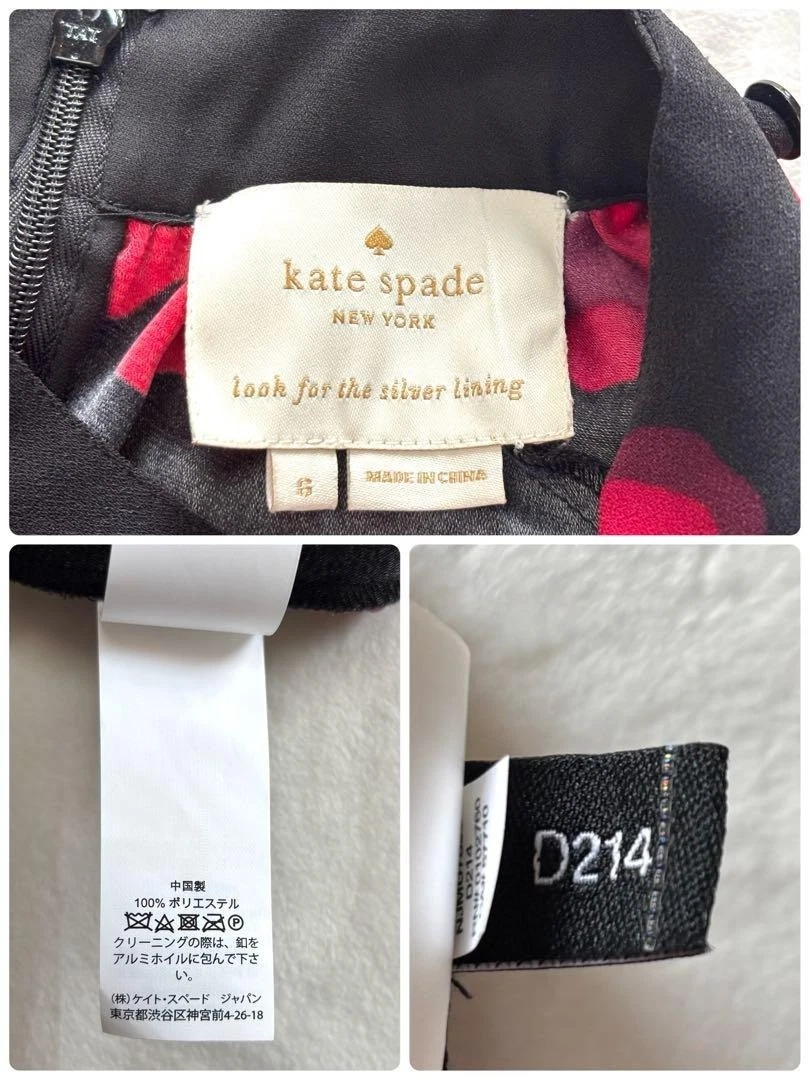 kate spade
NEW YORK
look for the silver lining
6
MADE IN CHINA
中国製
100% ポリエステル
クリーニングの際は、釦を
アルミホイルに包んで下さ
い。
(株)ケイト・スペード ジャパン
東京都渋谷区神宮前4-26-18
D214
D214